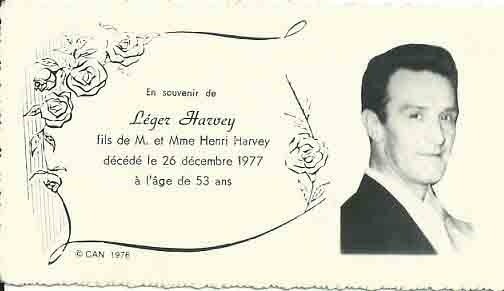 En souvenir de
Léger Harvey
fils de M. et Mme Henri Harvey
décédé le 26 décembre 1977
à l'âge de 53 ans
© CAN 1976